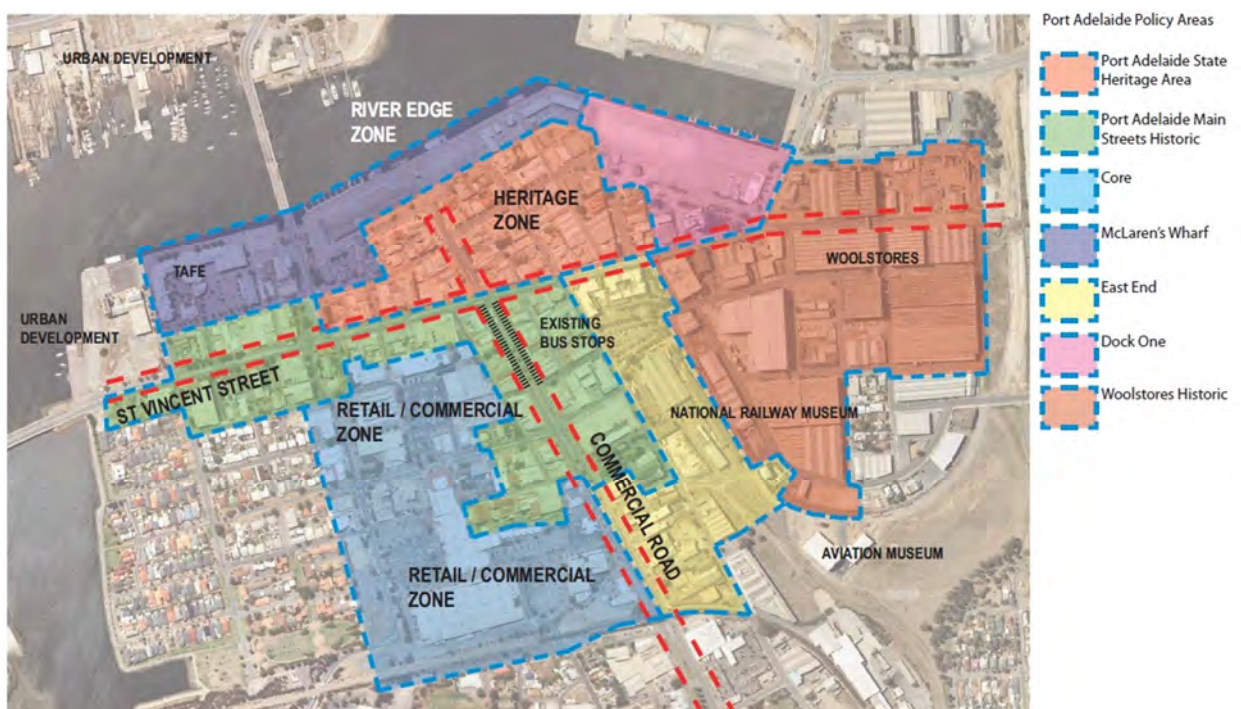 URBAN DEVELOPMENT
RIVER EDGE
ZONE
HERITAGE
ZONE
TAFE
WOOLSTORES
URBAN
DEVELOPMENT
EXISTING
BUS STOPS
ST VINCENT STREET
RETAIL / COMMERCIAL
ZONE
NATIONAL RAILWAY MUSEUM
COMMERCIAL ROAD
AVIATION MUSEUM
RETAIL / COMMERCIAL
ZONE
Port Adelaide Policy Areas
Port Adelaide State
Heritage Area
Port Adelaide Main
Streets Historic
Core
McLaren's Wharf
East End
Dock One
Woolstores Historic